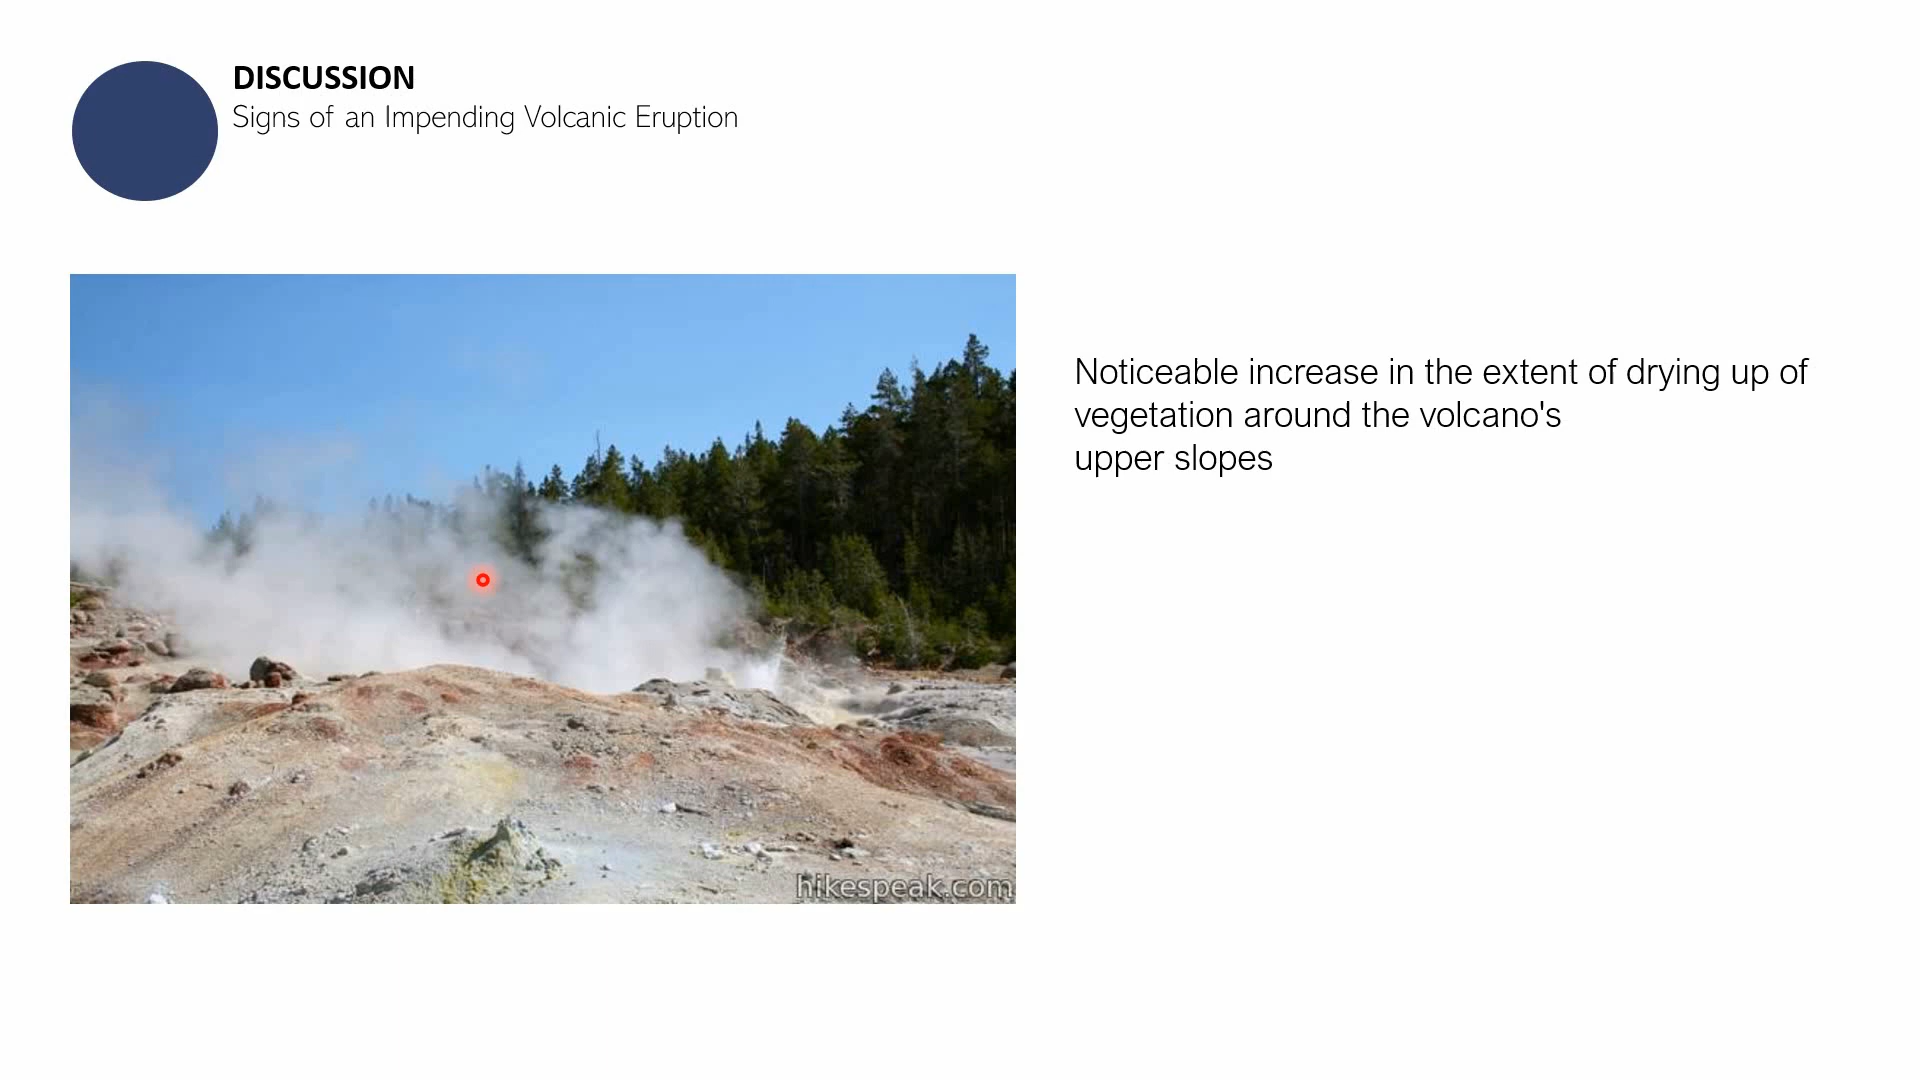 DISCUSSION
Signs of an Impending Volcanic Eruption
Noticeable increase in the extent of drying up of
vegetation around the volcano's
upper slopes
hikespeak.com